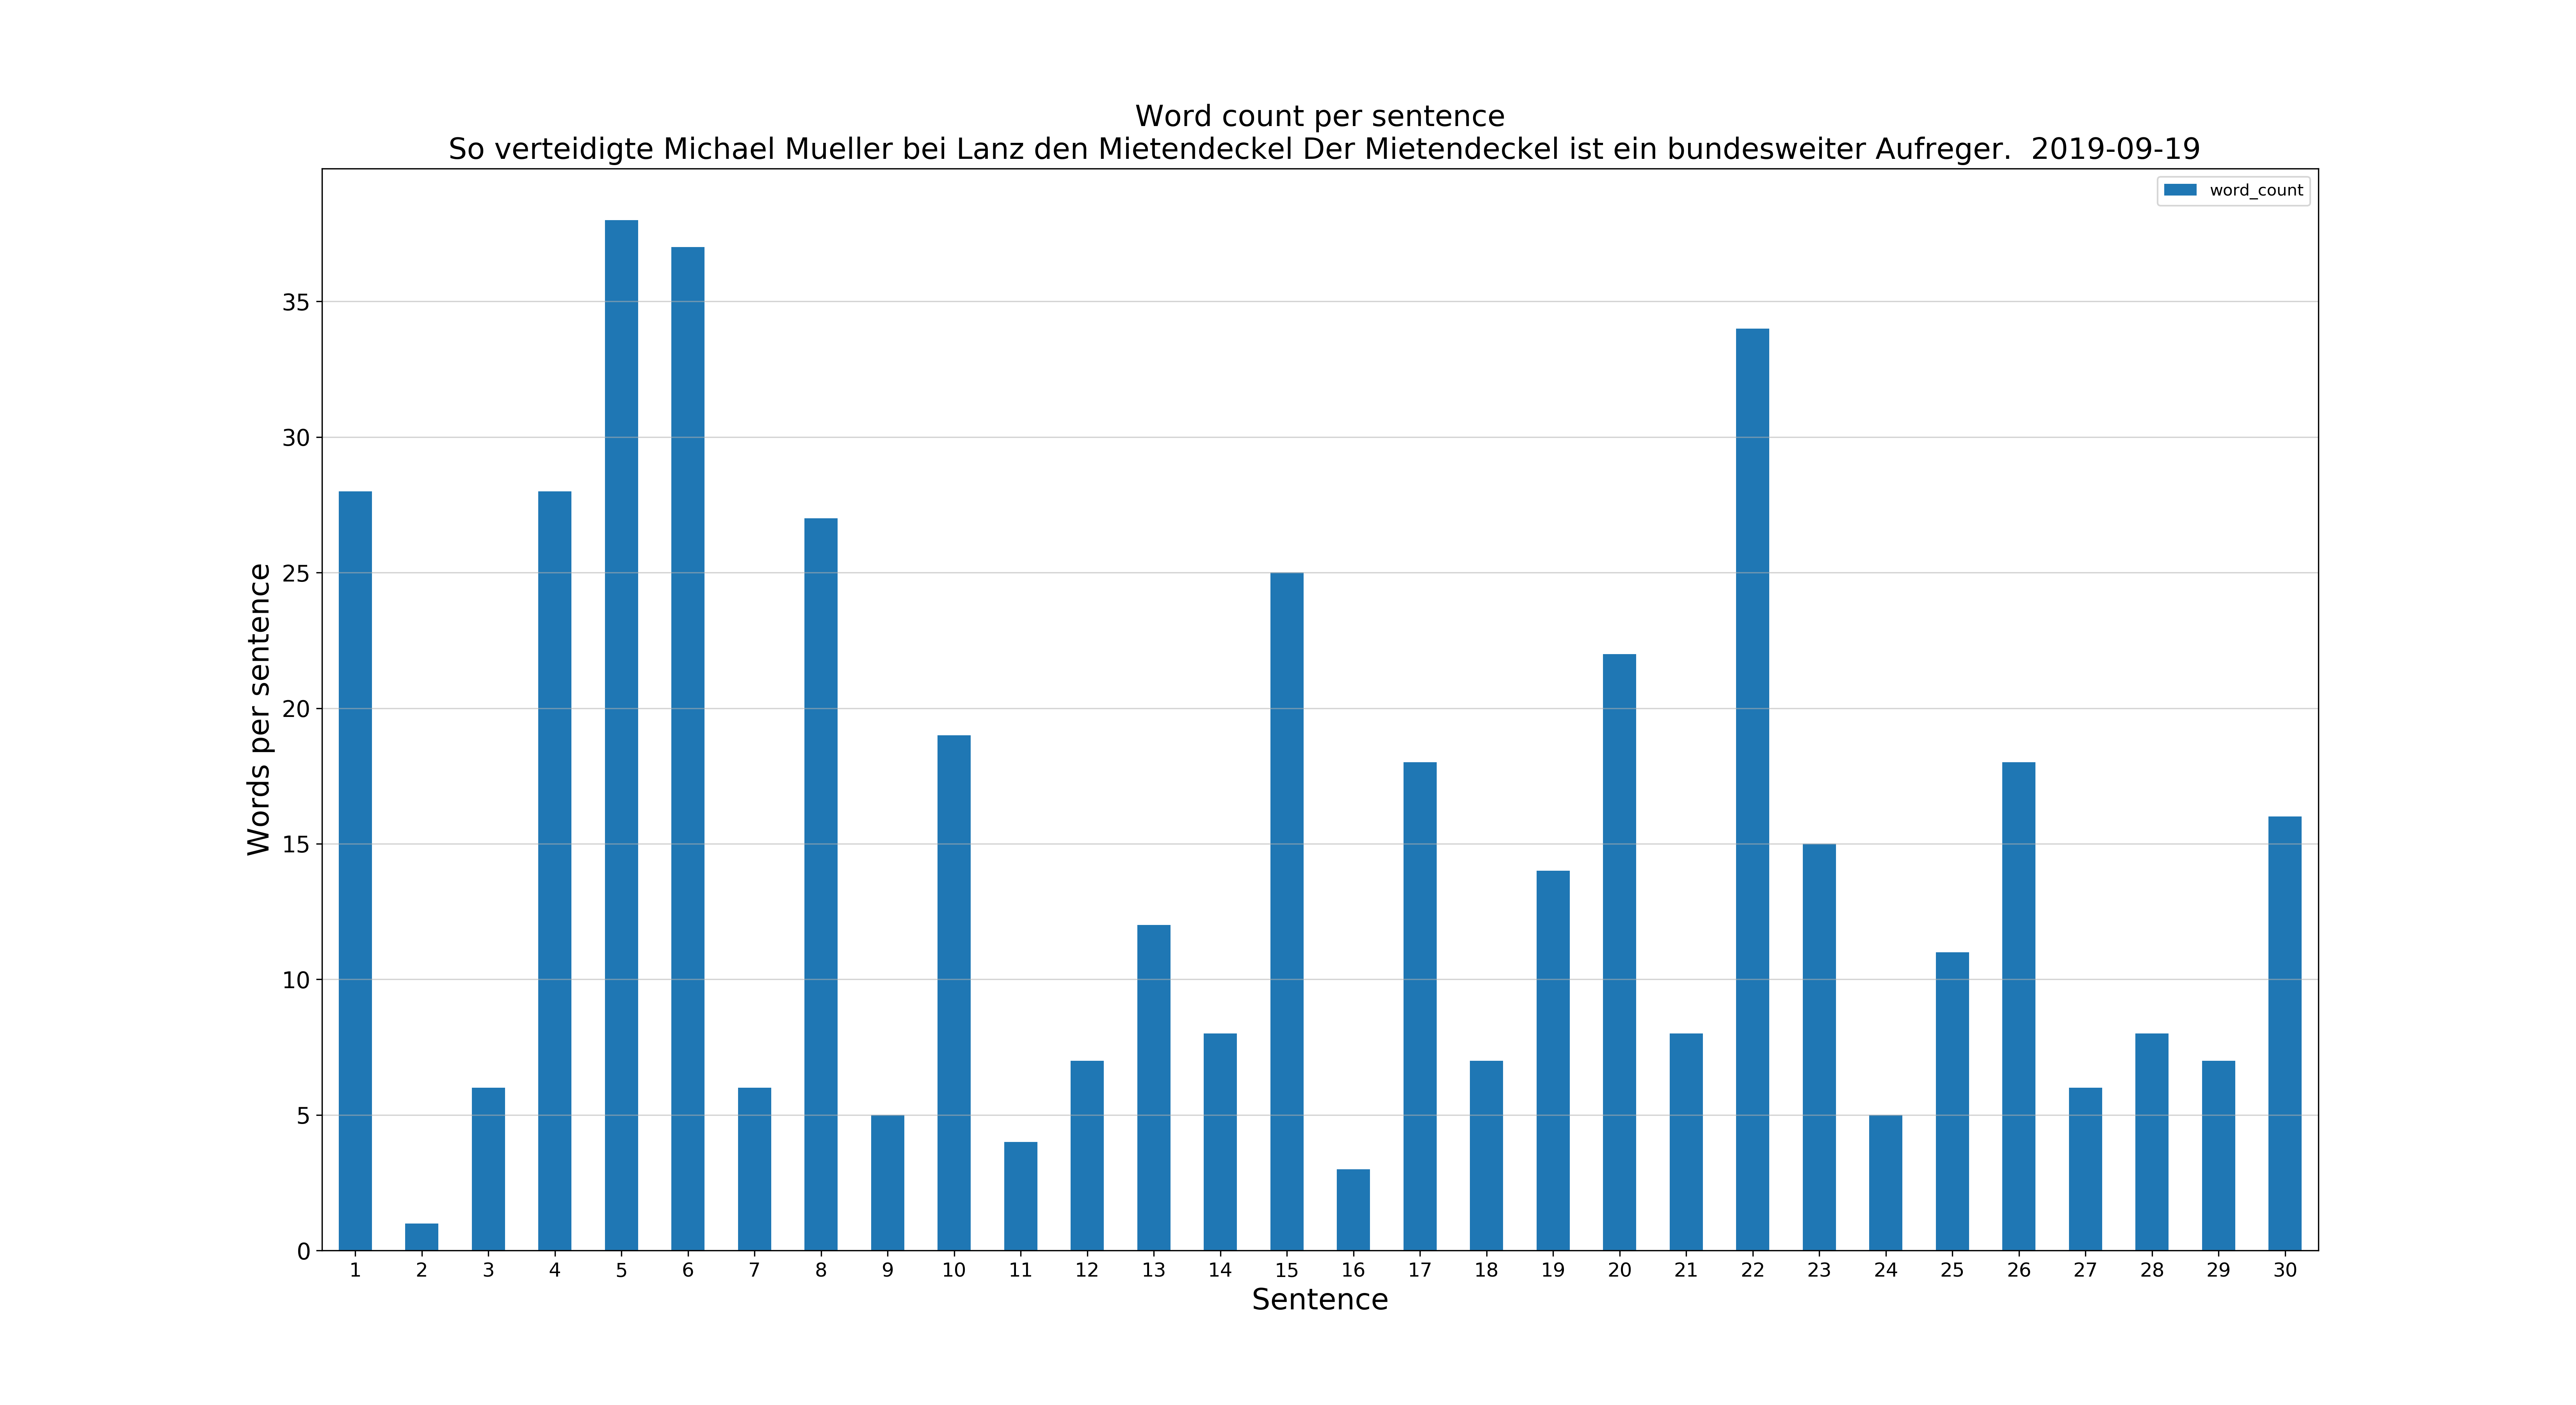 Word count per sentence
So verteidigte Michael Mueller bei Lanz den Mietendeckel Der Mietendeckel ist ein bundesweiter Aufreger.  2019-09-19
word_count
Words per sentence
35
30
25
20
15
10
5
0
1 2 3 4 5 6 7 8 9 10 11 12 13 14 15 16 17 18 19 20 21 22 23 24 25 26 27 28 29 30
Sentence